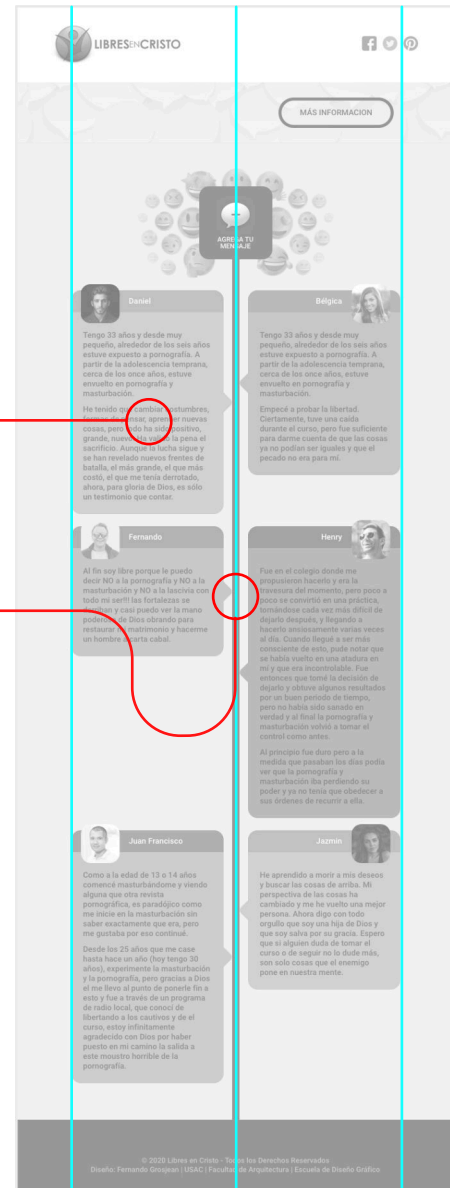 LIBRESENCRISTO
MÁS INFORMACION
AGREGA TU
MENSAJE
Daniel
Tengo 33 años y desde muy
pequeño, alrededor de los seis años
estuve expuesto a pornografía. A
partir de la adolescencia temprana,
cerca de los once años, estuve
envuelto en pornografía y
masturbación.
He tenido que cambiar costumbres,
formas de pensar, aprender nuevas
cosas, pero todo ha sido positivo,
grande, nuevo. Ha valido la pena el
sacrificio. Aunque la lucha sigue y
se han revelado nuevos frentes de
batalla, el más grande, el que más
costó, el que me tenía derrotado,
ahora, para gloria de Dios, es sólo
un testimonio que contar.
Bélgica
Tengo 33 años y desde muy
pequeño, alrededor de los seis años
estuve expuesto a pornografía. A
partir de la adolescencia temprana,
cerca de los once años, estuve
envuelto en pornografía y
masturbación.
Empecé a probar la libertad.
Ciertamente, tuve una caída
durante el curso, pero fue suficiente
para darme cuenta de que las cosas
ya no podían ser iguales y que el
pecado no era para mí.
Fernando
Al fin soy libre porque le puedo
decir NO a la pornografía y NO a la
masturbación y NO a la lascivia con
todo mi ser!!! las fortalezas se
derriban y casi puedo ver la mano
poderosa de Dios obrando para
restaurar mi matrimonio y hacerme
un hombre a carta cabal.
Henry
Fue en el colegio donde me
propusieron hacerlo y era la
travesura del momento, pero poco a
poco se convirtió en una práctica,
tornándose cada vez más difícil de
dejarlo después, y llegando a
hacerlo ansiosamente varias veces
al día. Cuando llegué a ser más
consciente de esto, pude notar que
se había vuelto en una atadura en
mí y que era incontrolable. Fue
entonces que tomé la decisión de
dejarlo y obtuve algunos resultados
por un buen periodo de tiempo,
pero no había sido sanado en
verdad y al final la pornografía y
masturbación volvió a tomar el
control como antes.
Al principio fue duro pero a la
medida que pasaban los días podía
ver que la pornografía y
masturbación iba perdiendo su
poder y ya no tenía que obedecer a
sus órdenes de recurrir a ella.
Juan Francisco
Como a la edad de 13 o 14 años
comencé masturbándome y viendo
alguna que otra revista
pornográfica, es paradójico como
me inicie en la masturbación sin
saber exactamente que era, pero
me gustaba por eso continué.
Desde los 25 años que me case
hasta hace un año (hoy tengo 30
años), experimente la masturbación
y la pornografía, pero gracias a Dios
el me llevo al punto de ponerle fin a
esto y fue a través de un programa
de radio local, que conocí de
libertando a los cautivos y de el
curso, estoy infinitamente
agradecido con Dios por haber
puesto en mi camino la salida a
este moustro horrible de la
pornografía.
Jazmin
He aprendido a morir a mis deseos
y buscar las cosas de arriba. Mi
perspectiva de las cosas ha
cambiado y me he vuelto una mejor
persona. Ahora digo con todo
orgullo que soy una hija de Dios y
que soy salva por su gracia. Espero
que si alguien duda de tomar el
curso o de seguir no lo dude más,
son solo cosas que el enemigo
pone en nuestra mente.
© 2020 Libres en Cristo - Todos los Derechos Reservados
Diseño: Fernando Grosjean | USAC | Facultad de Arquitectura | Escuela de Diseño Gráfico